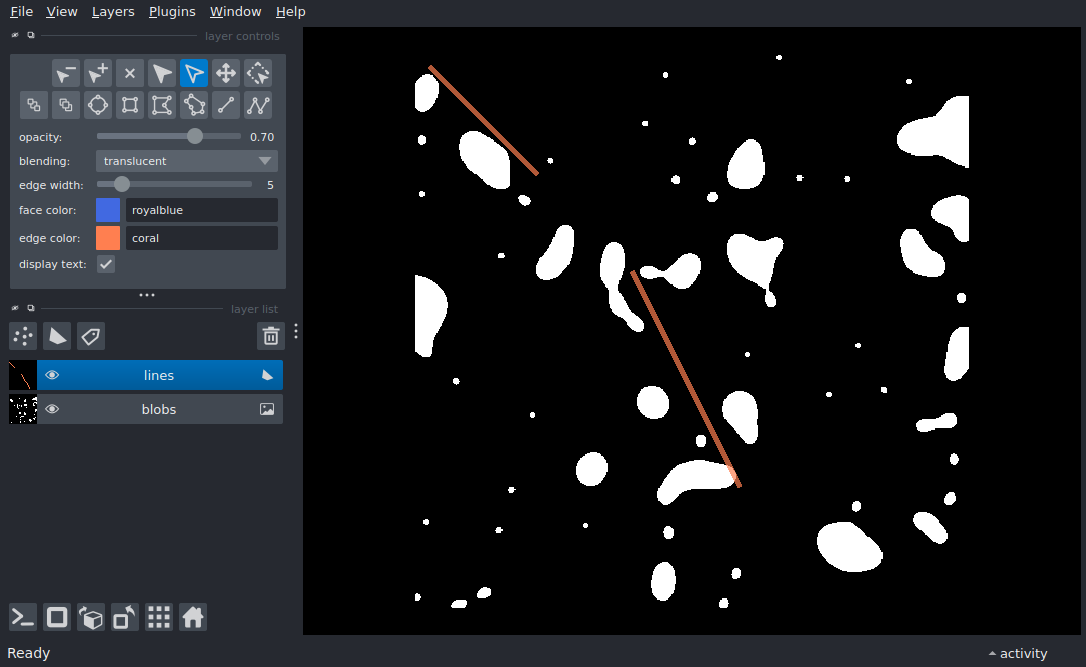 File View Layers Plugins Window Help
layer controls
opacity: 0.70
blending: translucent
edge width: 5
face color: royalblue
edge color: coral
display text:
layer list
lines
blobs
Ready
activity